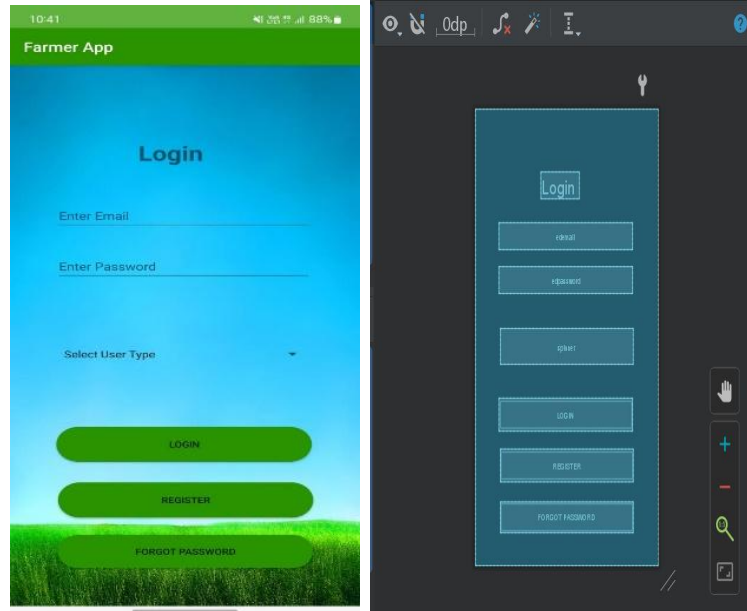 10:41
88%
Farmer App
Login
Enter Email
Enter Password
Select User Type
LOGIN
REGISTER
FORGOT PASSWORD
0dp
?
Login
edemail
edpassword
LOGIN
REGISTER
FORGOT PASSWORD